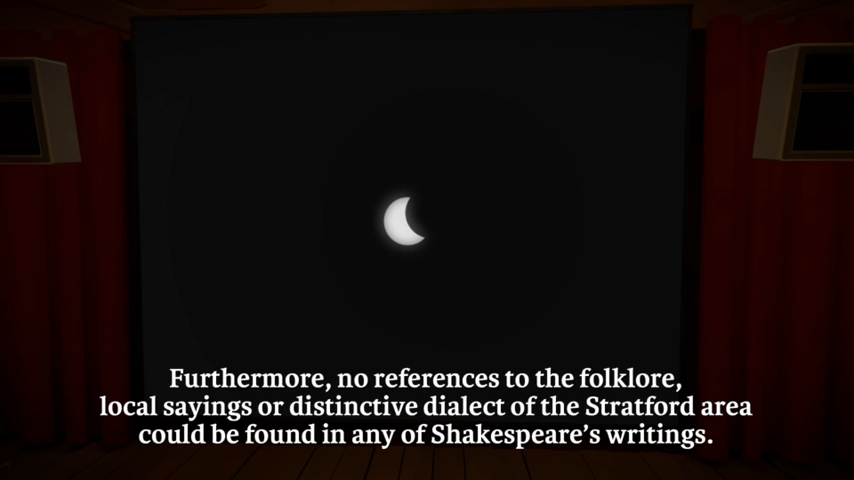 Furthermore, no references to the folklore,
local sayings or distinctive dialect of the Stratford area
could be found in any of Shakespeare’s writings.